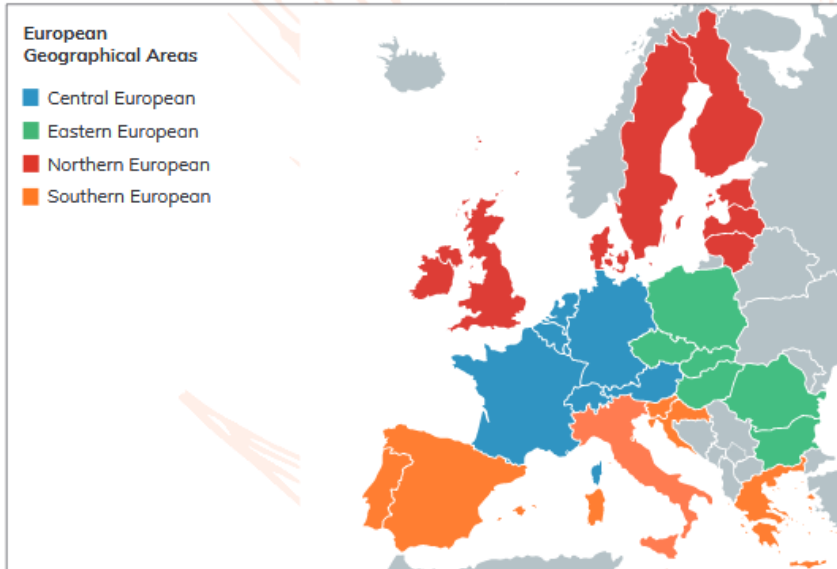 European
Geographical Areas
Central European
Eastern European
Northern European
Southern European